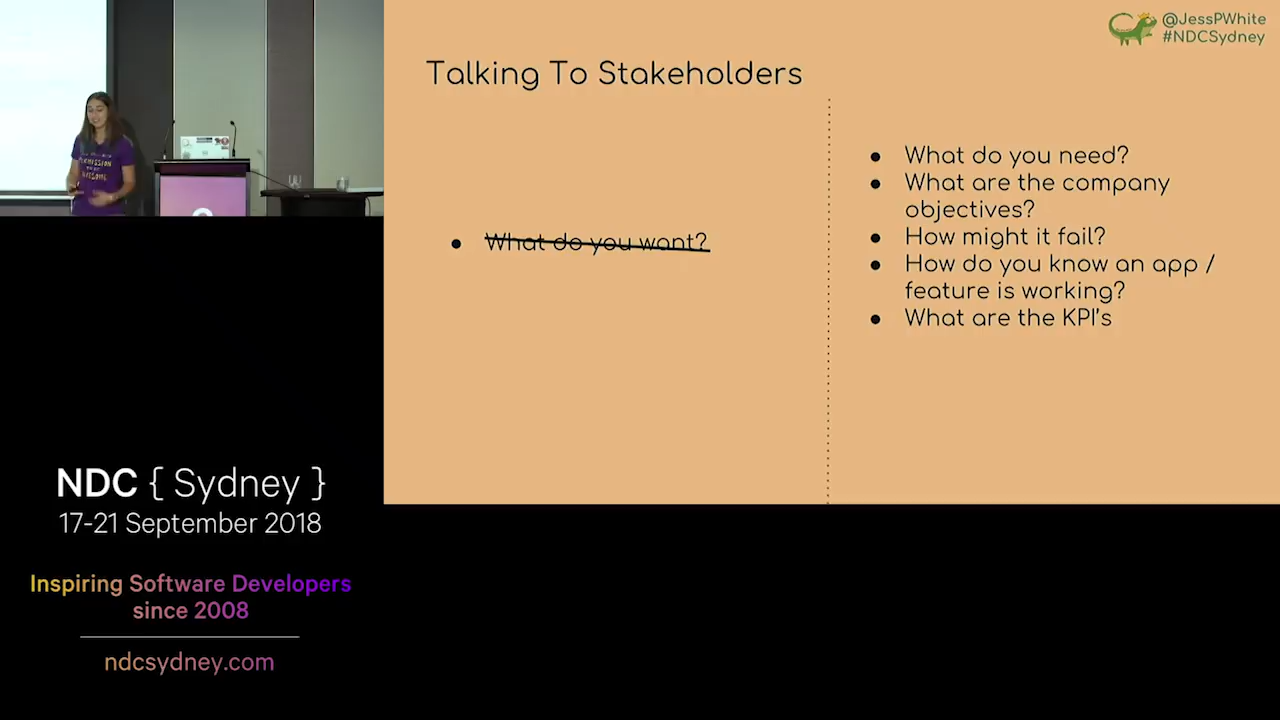 @JessPWhite
#NDCSydney
Talking To Stakeholders
● What do you want?
● What do you need?
● What are the company
objectives?
● How might it fail?
● How do you know an app /
feature is working?
● What are the KPI's
PERMISSION
AWESOME
NDC { Sydney }
17-21 September 2018
Inspiring Software Developers
since 2008
ndcsydney.com